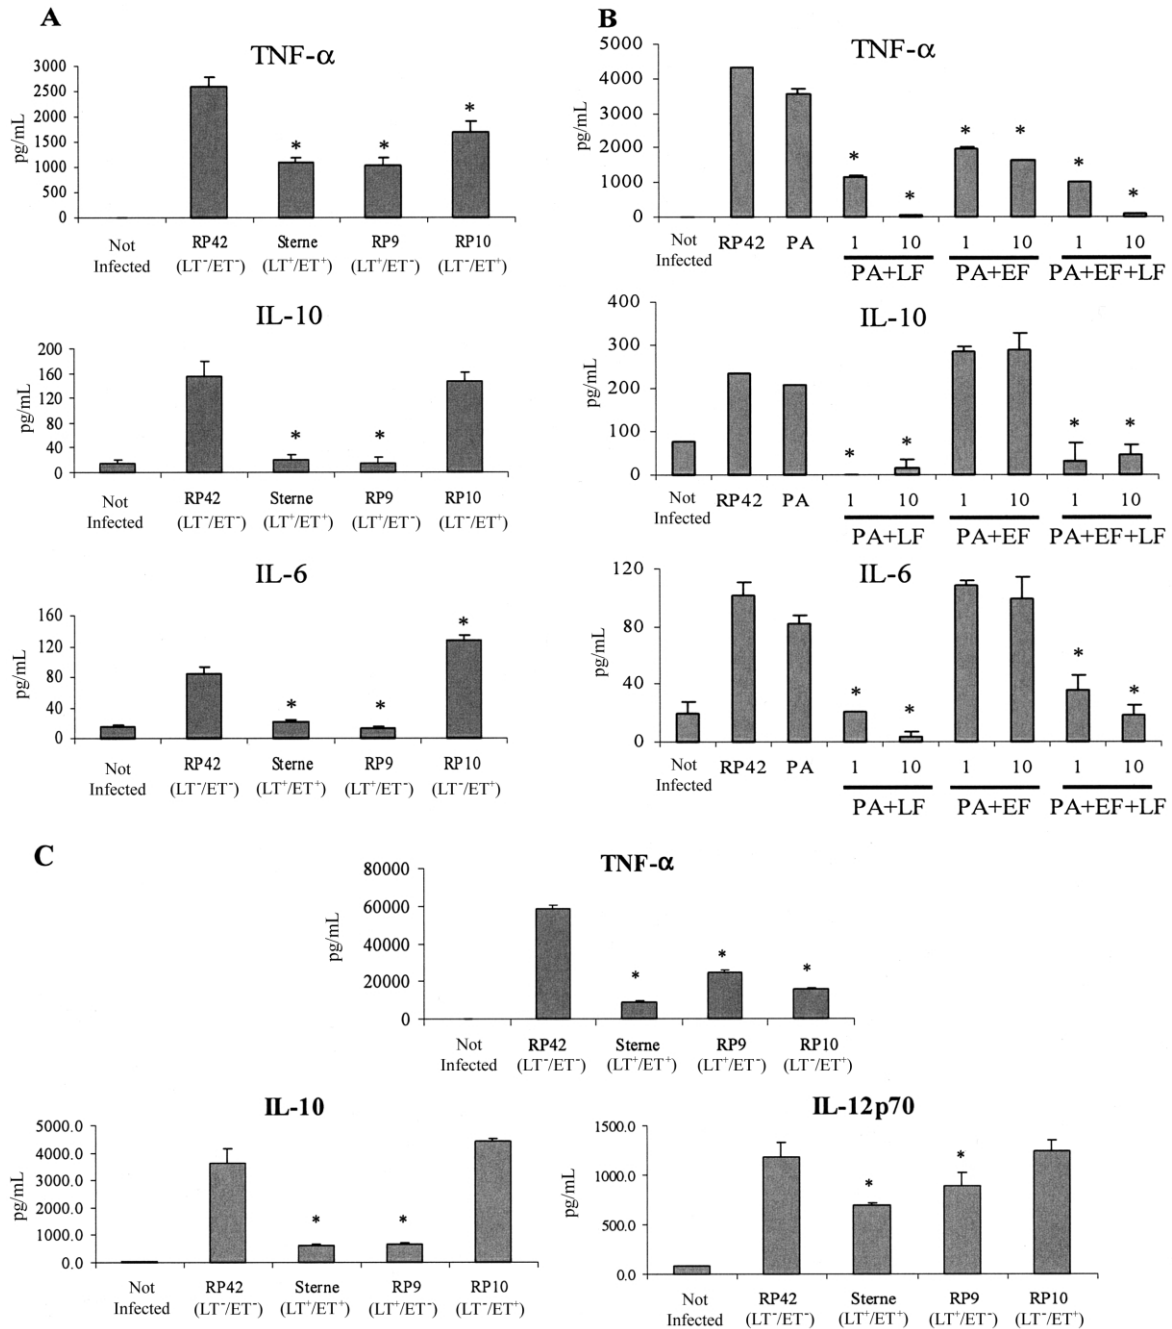 A
TNF-α
pg/mL
3000
2500
2000
1500
1000
500
0
*
*
*
Not Infected
RP42 (LT⁻/ET⁻)
Sterne (LT⁺/ET⁺)
RP9 (LT⁺/ET⁻)
RP10 (LT⁻/ET⁺)
IL-10
pg/mL
200
160
120
80
40
0
*
*
Not Infected
RP42 (LT⁻/ET⁻)
Sterne (LT⁺/ET⁺)
RP9 (LT⁺/ET⁻)
RP10 (LT⁻/ET⁺)
IL-6
pg/mL
160
120
80
40
0
*
*
*
Not Infected
RP42 (LT⁻/ET⁻)
Sterne (LT⁺/ET⁺)
RP9 (LT⁺/ET⁻)
RP10 (LT⁻/ET⁺)
B
TNF-α
pg/mL
5000
4000
3000
2000
1000
0
* * * * * *
Not Infected
RP42 PA 1 10 1 10 1 10
PA+LF PA+EF PA+EF+LF
IL-10
pg/mL
400
300
200
100
0
* * * *
Not Infected
RP42 PA 1 10 1 10 1 10
PA+LF PA+EF PA+EF+LF
IL-6
pg/mL
120
80
40
0
* * * *
Not Infected
RP42 PA 1 10 1 10 1 10
PA+LF PA+EF PA+EF+LF
C
TNF-α
pg/mL
80000
60000
40000
20000
0
* * *
Not Infected
RP42 (LT⁻/ET⁻)
Sterne (LT⁺/ET⁺)
RP9 (LT⁺/ET⁻)
RP10 (LT⁻/ET⁺)
IL-10
pg/mL
5000.0
4000.0
3000.0
2000.0
1000.0
0.0
* *
Not Infected
RP42 (LT⁻/ET⁻)
Sterne (LT⁺/ET⁺)
RP9 (LT⁺/ET⁻)
RP10 (LT⁻/ET⁺)
IL-12p70
pg/mL
1500.0
1000.0
500.0
0.0
* *
Not Infected
RP42 (LT⁻/ET⁻)
Sterne (LT⁺/ET⁺)
RP9 (LT⁺/ET⁻)
RP10 (LT⁻/ET⁺)